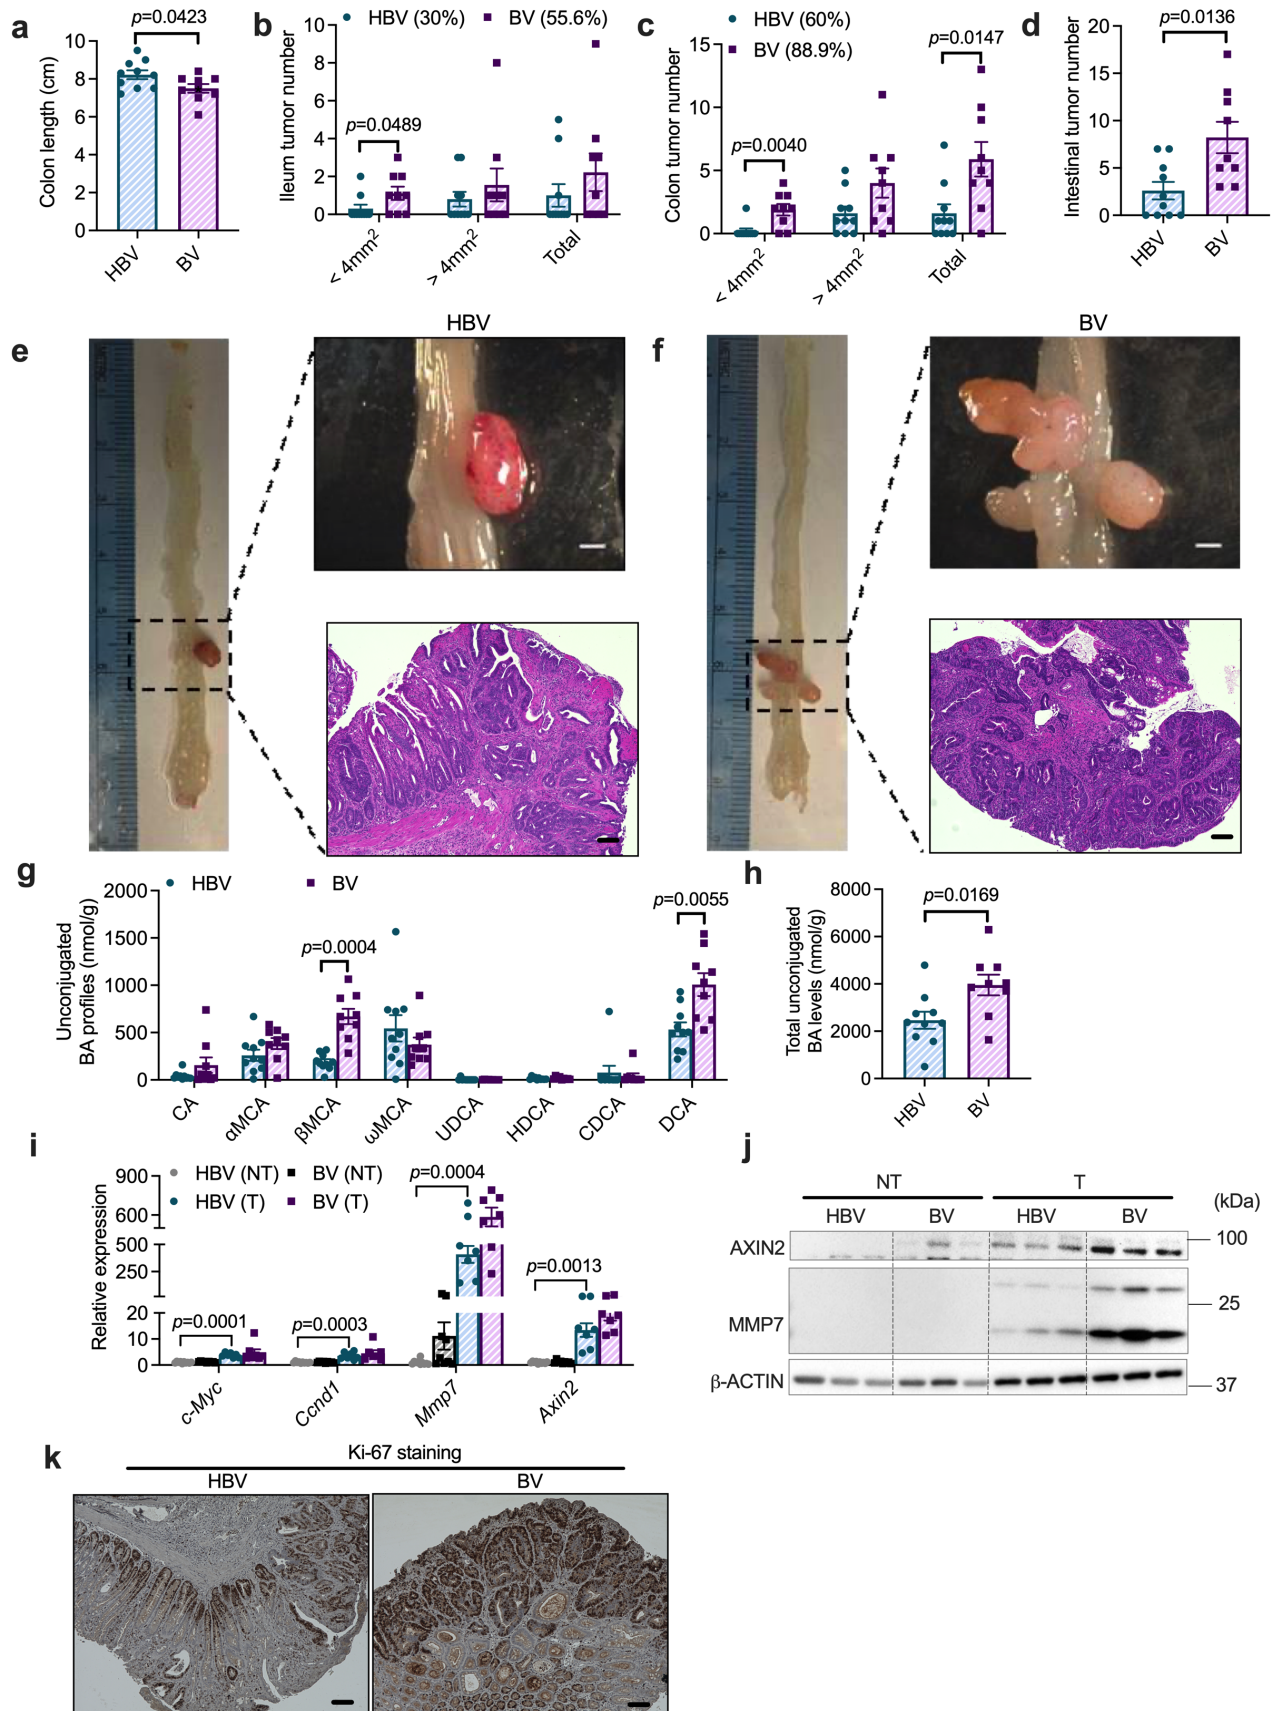 a
p=0.0423
Colon length (cm)
10
8
6
4
2
0
HBV
BV
b
HBV (30%)
BV (55.6%)
Ileum tumor number
10
8
6
4
2
0
p=0.0489
< 4mm²
> 4mm²
Total
c
HBV (60%)
BV (88.9%)
Colon tumor number
15
10
5
0
p=0.0040
p=0.0147
< 4mm²
> 4mm²
Total
d
p=0.0136
Intestinal tumor number
20
15
10
5
0
HBV
BV
e
HBV
f
BV
g
HBV
BV
Unconjugated
BA profiles (nmol/g)
2000
1500
1000
500
0
p=0.0004
p=0.0055
CA
αMCA
βMCA
ωMCA
UDCA
HDCA
CDCA
DCA
h
p=0.0169
Total unconjugated
BA levels (nmol/g)
8000
6000
4000
2000
0
HBV
BV
i
HBV (NT)
BV (NT)
HBV (T)
BV (T)
Relative expression
900
600
500
250
20
10
0
p=0.0001
p=0.0003
p=0.0004
p=0.0013
c-Myc
Ccnd1
Mmp7
Axin2
j
NT
T
(kDa)
HBV
BV
HBV
BV
AXIN2
100
MMP7
25
β-ACTIN
37
k
Ki-67 staining
HBV
BV